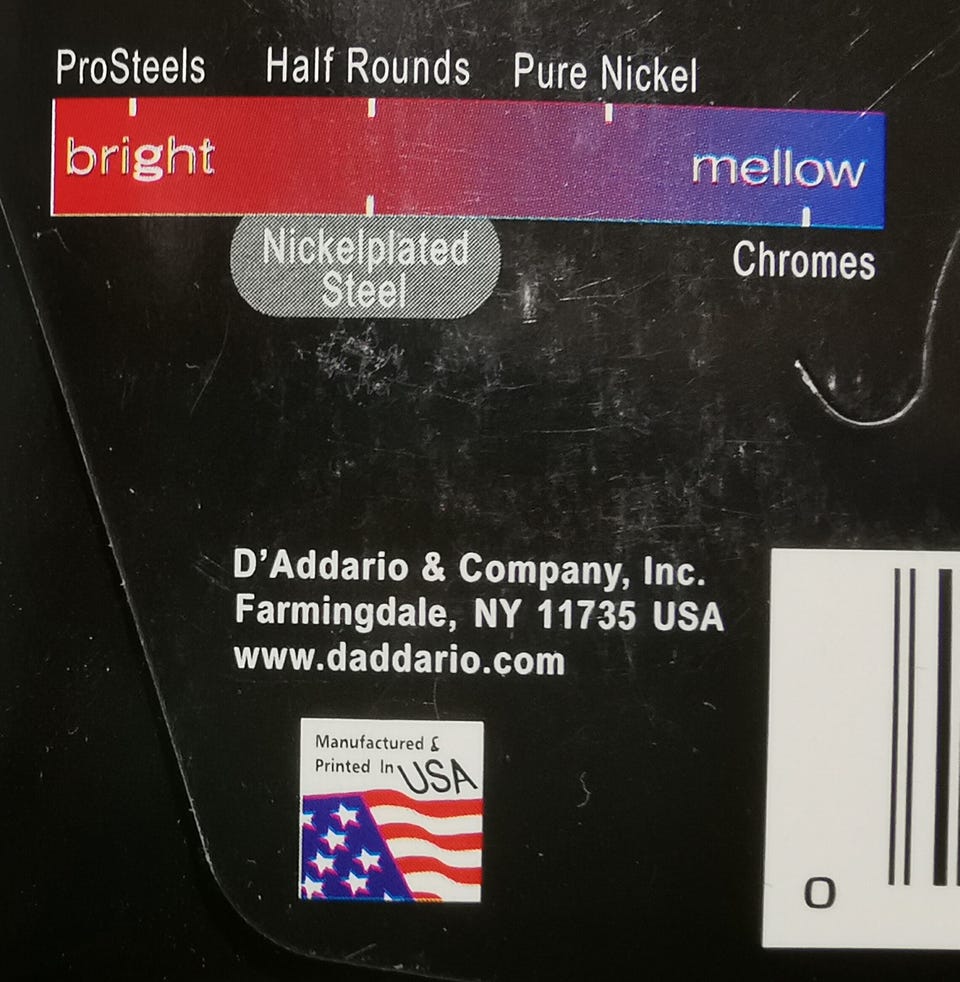 ProSteels Half Rounds Pure Nickel
bright mellow
Nickelplated
Steel
Chromes
D'Addario & Company, Inc.
Farmingdale, NY 11735 USA
www.daddario.com
Manufactured &
Printed In USA
0